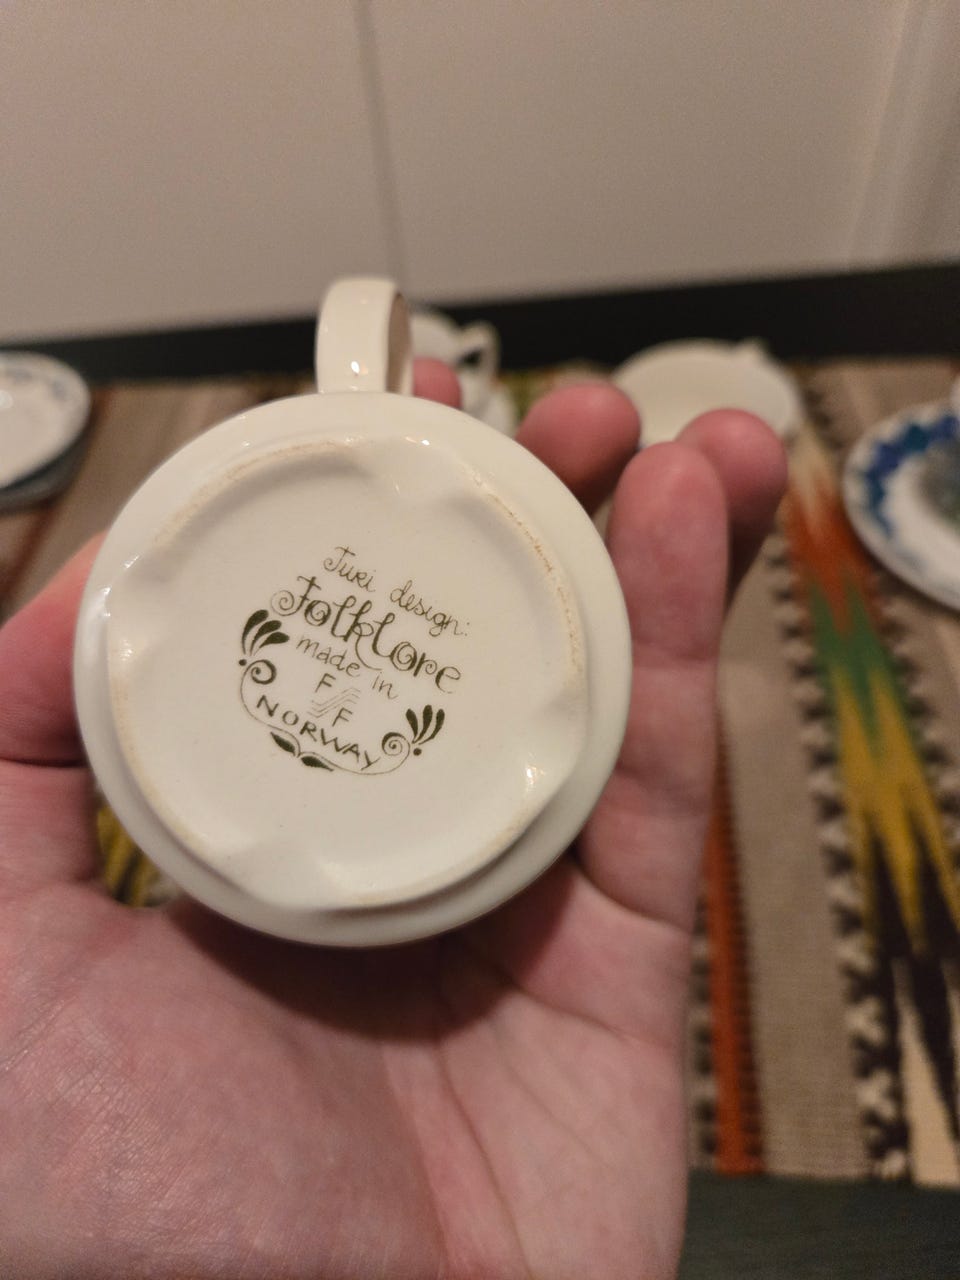 Turi design:
Folklore
made in
F
F
NORWAY